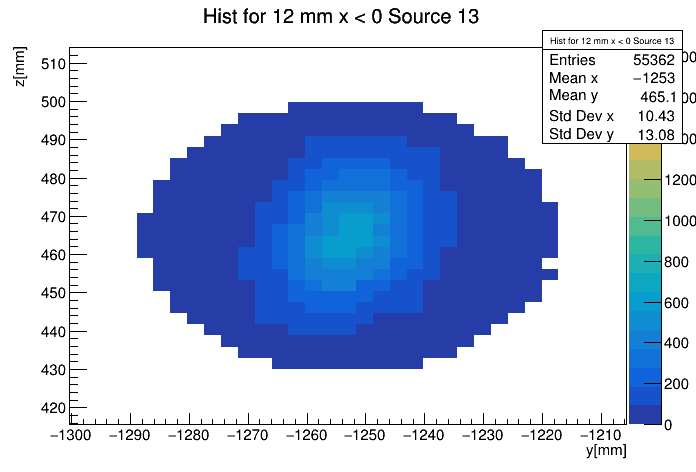 Hist for 12 mm x < 0 Source 13
Hist for 12 mm x < 0 Source 13
Entries 55362
Mean x −1253
Mean y 465.1
Std Dev x 10.43
Std Dev y 13.08
z[mm]
510
500
490
480
470
460
450
440
430
420
−1300 −1290 −1280 −1270 −1260 −1250 −1240 −1230 −1220 −1210
y[mm]
1200
1000
800
600
400
200
0